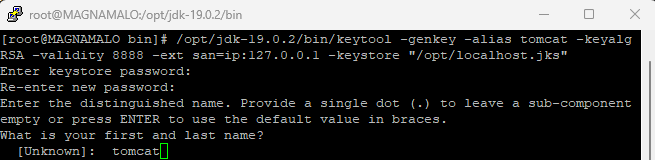 root@MAGNAMALO:/opt/jdk-19.0.2/bin
[root@MAGNAMALO bin]# /opt/jdk-19.0.2/bin/keytool -genkey -alias tomcat -keyalg
RSA -validity 8888 -ext san=ip:127.0.0.1 -keystore "/opt/localhost.jks"
Enter keystore password:
Re-enter new password:
Enter the distinguished name. Provide a single dot (.) to leave a sub-component
empty or press ENTER to use the default value in braces.
What is your first and last name?
  [Unknown]:  tomcat